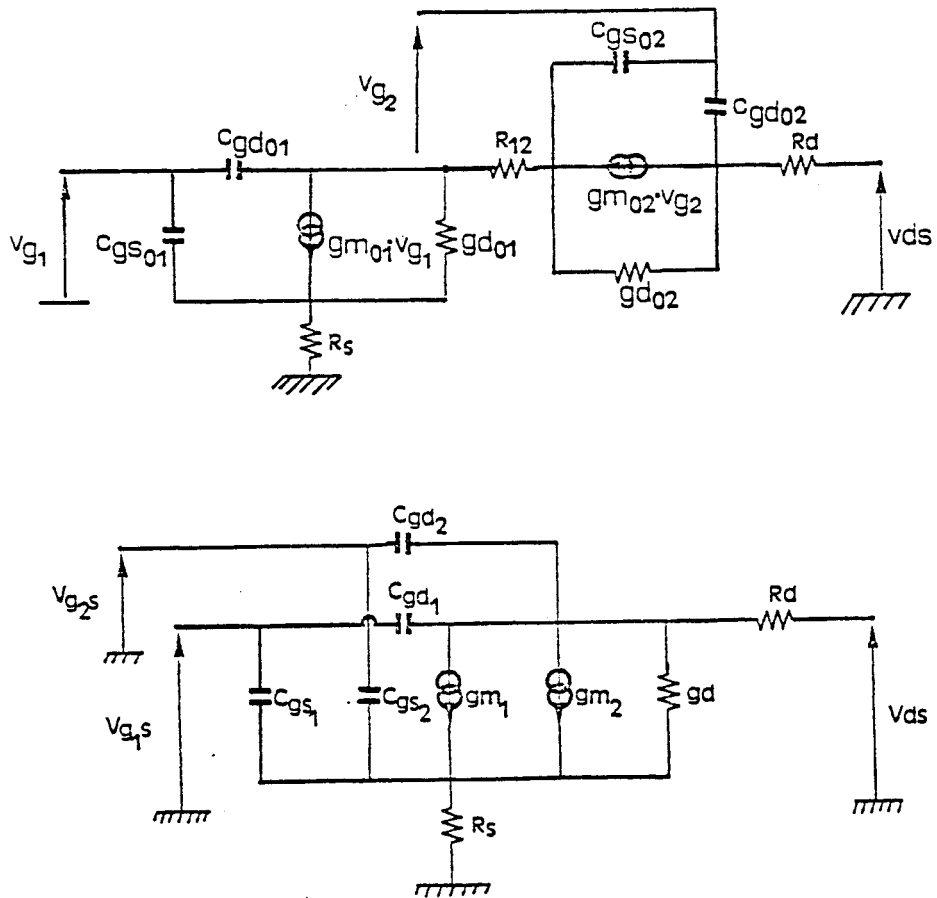 Cgs02
Vg2
Cgd02
Cgd01
R12
Rd
gm02·Vg2
Vg1
Cgs01
gm01·Vg1
gd01
Vds
gd02
Rs
Cgd2
Vg2s
Cgd1
Rd
Cgs1
Cgs2
gm1
gm2
gd
Vg1s
Vds
Rs